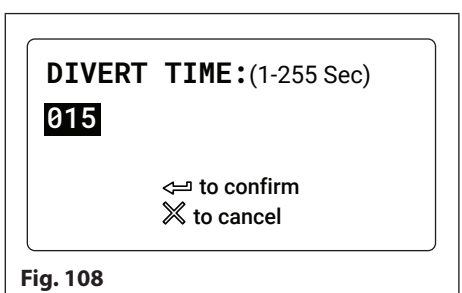 DIVERT TIME:(1-255 Sec)
015
to confirm
to cancel
Fig. 108